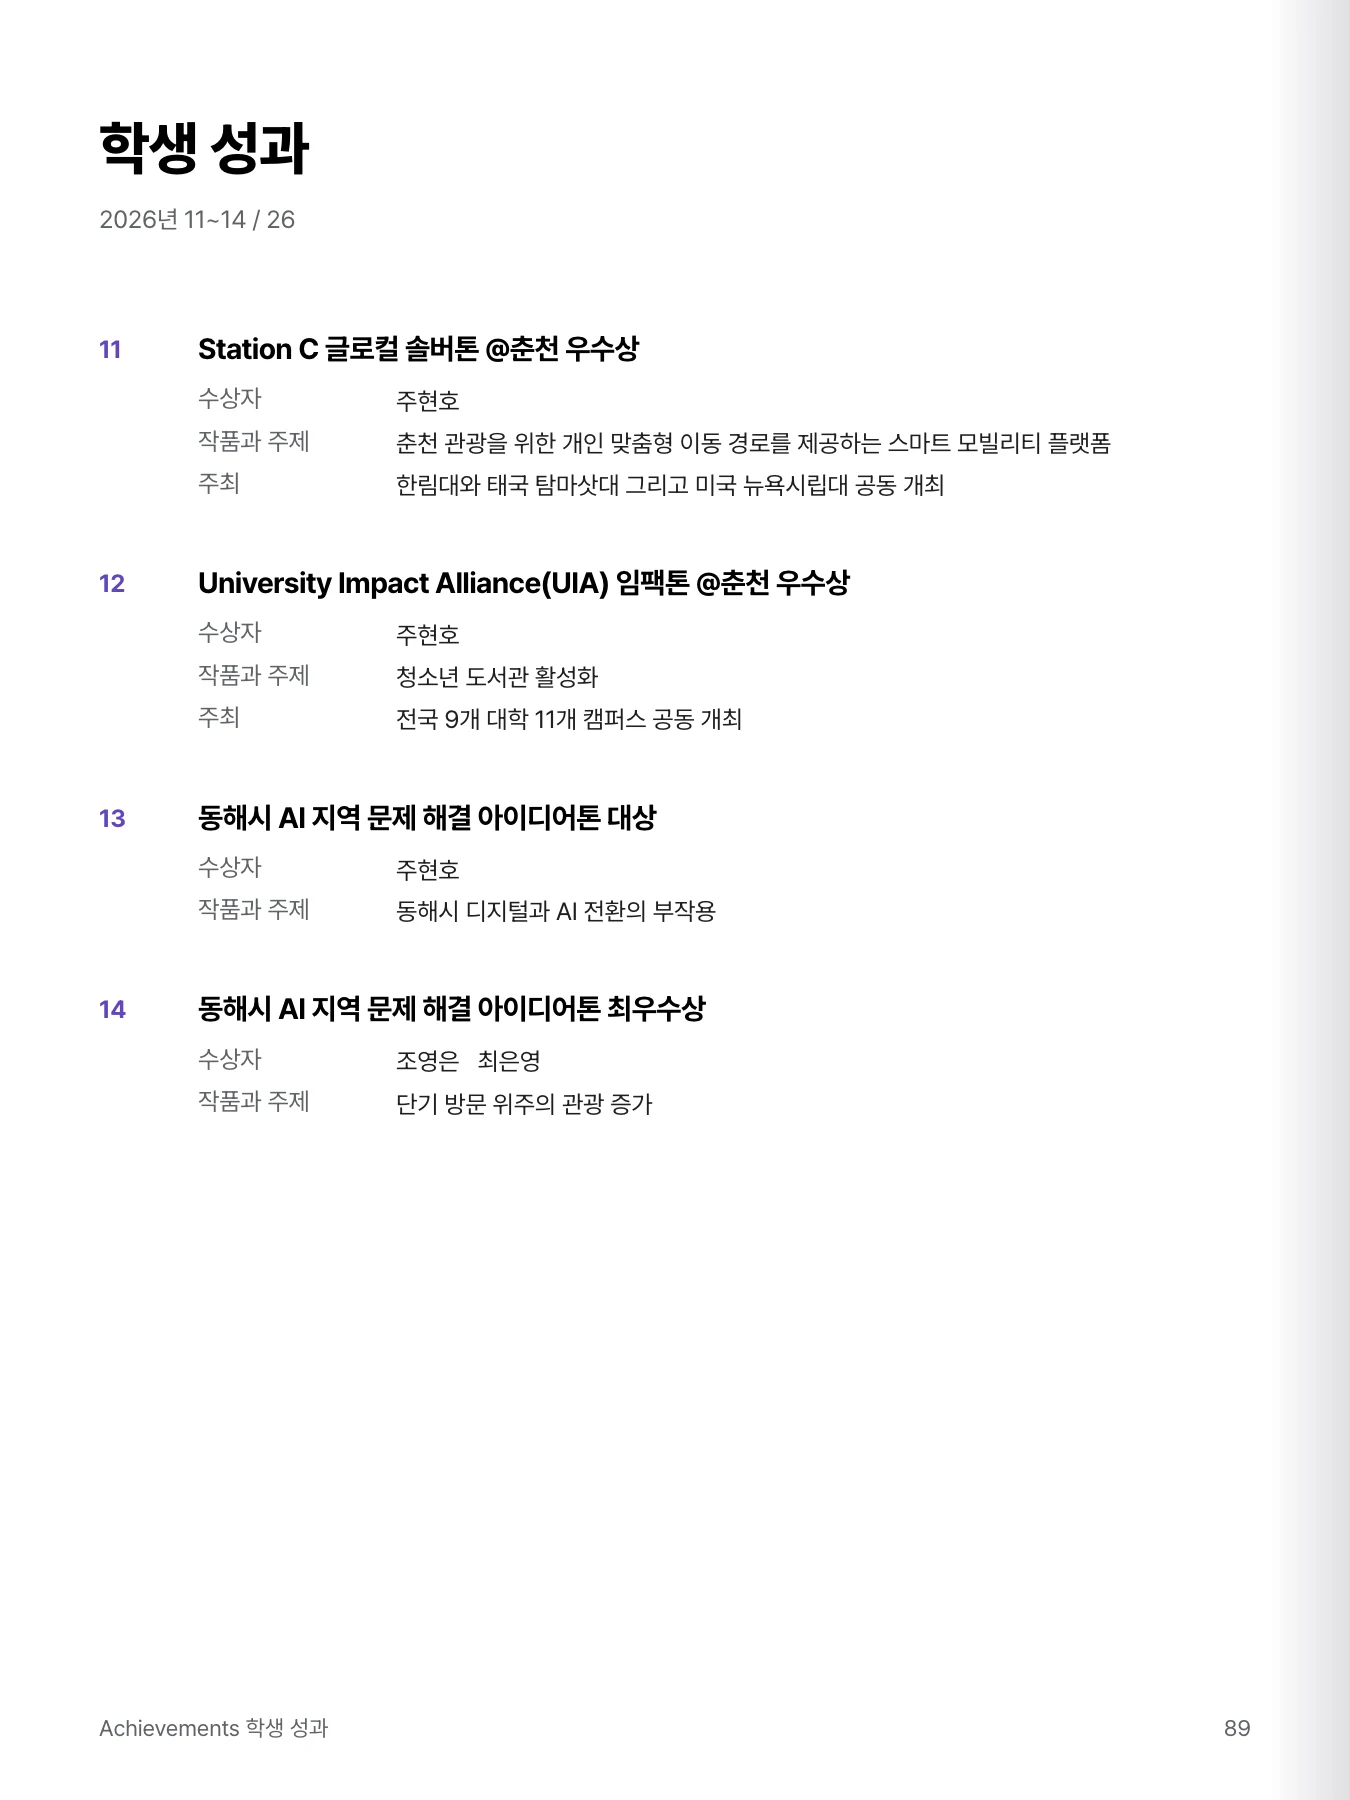 학생 성과
2026년 11~14 / 26
11 Station C 글로컬 솔버톤 @춘천 우수상
수상자 주현호
작품과 주제 춘천 관광을 위한 개인 맞춤형 이동 경로를 제공하는 스마트 모빌리티 플랫폼
주최 한림대와 태국 탐마삿대 그리고 미국 뉴욕시립대 공동 개최
12 University Impact Alliance(UIA) 임팩톤 @춘천 우수상
수상자 주현호
작품과 주제 청소년 도서관 활성화
주최 전국 9개 대학 11개 캠퍼스 공동 개최
13 동해시 AI 지역 문제 해결 아이디어톤 대상
수상자 주현호
작품과 주제 동해시 디지털과 AI 전환의 부작용
14 동해시 AI 지역 문제 해결 아이디어톤 최우수상
수상자 조영은 최은영
작품과 주제 단기 방문 위주의 관광 증가
Achievements 학생 성과 89